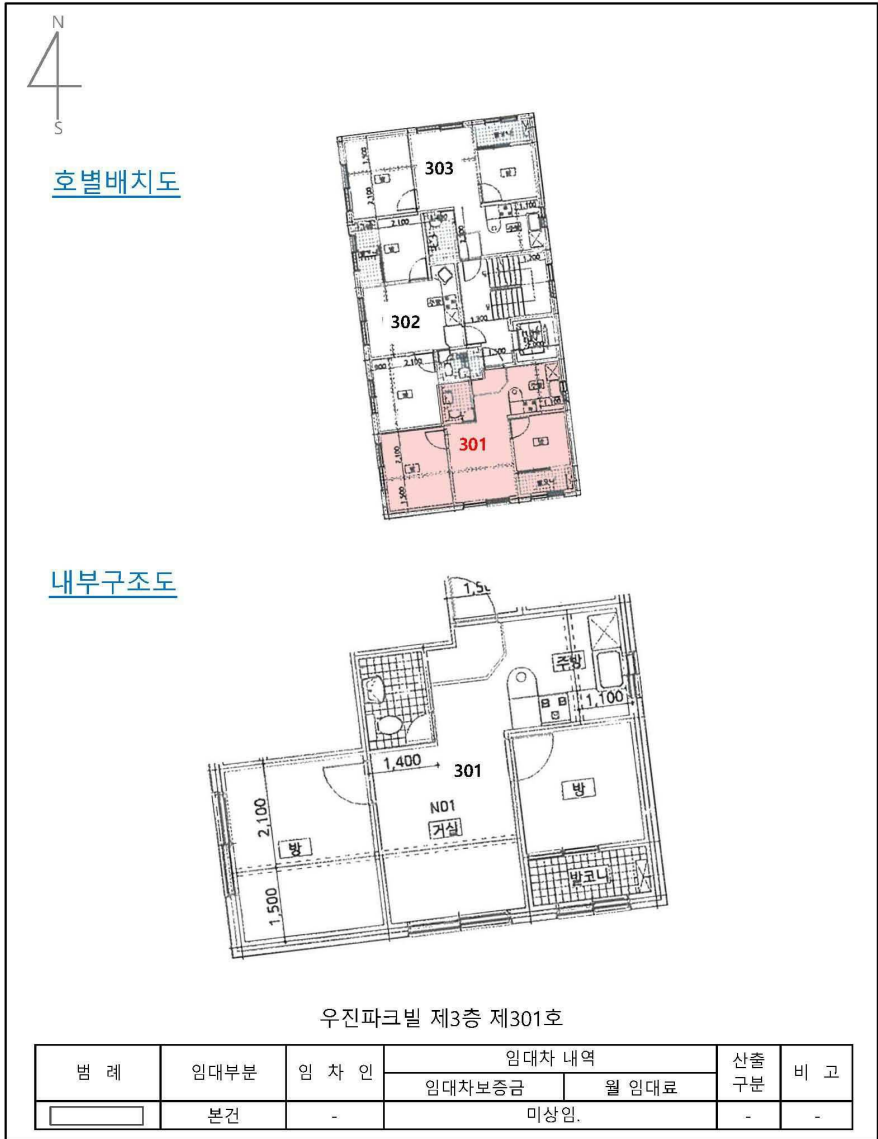 N
S
호별배치도
303
302
301
2,100
1,500
내부구조도
주방
1,100
1,400
301
방
N01
거실
2,100
방
발코니
1,500
우진파크빌 제3층 제301호
범 례 임대부분 임 차 인 임대차 내역 산출구분 비 고
임대차보증금 월 임대료
본건 - 미상임. - -